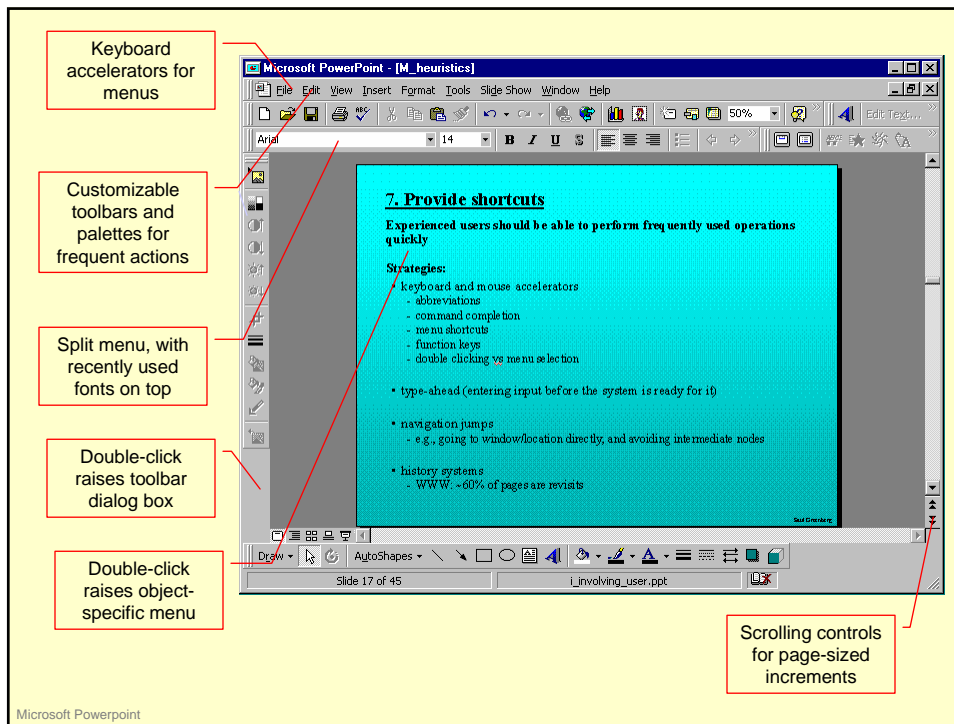 Keyboard
accelerators for
menus
Customizable
toolbars and
palettes for
frequent actions
Split menu, with
recently used
fonts on top
Double-click
raises toolbar
dialog box
Double-click
raises object-
specific menu
Microsoft PowerPoint - [M_heuristics]
File Edit View Insert Format Tools Slide Show Window Help
50% Edit Text...
Arial 14 B I U S
7. Provide shortcuts
Experienced users should be able to perform frequently used operations
quickly
Strategies:
• keyboard and mouse accelerators
- abbreviations
- command completion
- menu shortcuts
- function keys
- double clicking vs menu selection
• type-ahead (entering input before the system is ready for it)
• navigation jumps
- e.g., going to window/location directly, and avoiding intermediate nodes
• history systems
- WWW: ~60% of pages are revisits
Saul Greenberg
Draw AutoShapes
Slide 17 of 45 i_involving_user.ppt
Scrolling controls
for page-sized
increments
Microsoft Powerpoint